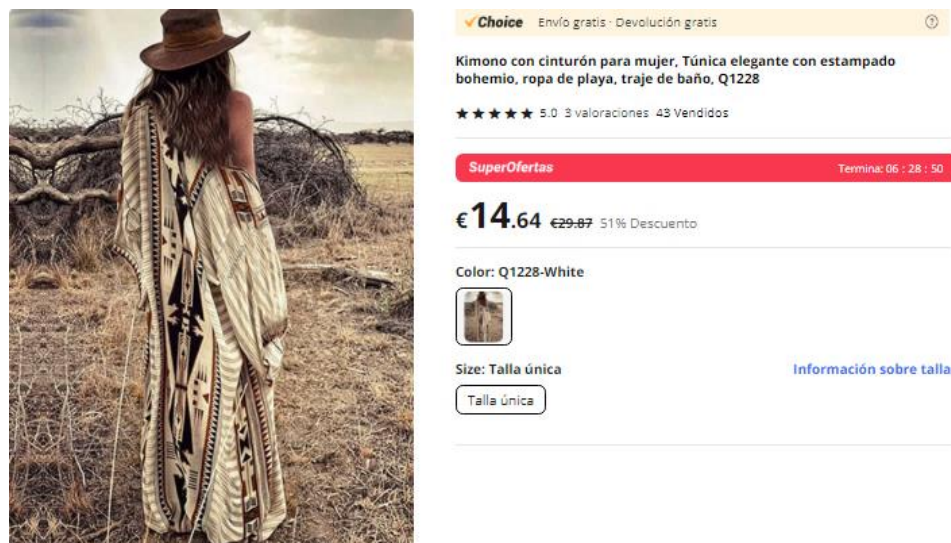 Choice Envío gratis · Devolución gratis
Kimono con cinturón para mujer, Túnica elegante con estampado
bohemio, ropa de playa, traje de baño, Q1228
5.0 3 valoraciones 43 Vendidos
SuperOfertas Termina: 06 : 28 : 50
€14.64 €29.87 51% Descuento
Color: Q1228-White
Size: Talla única Información sobre talla
Talla única